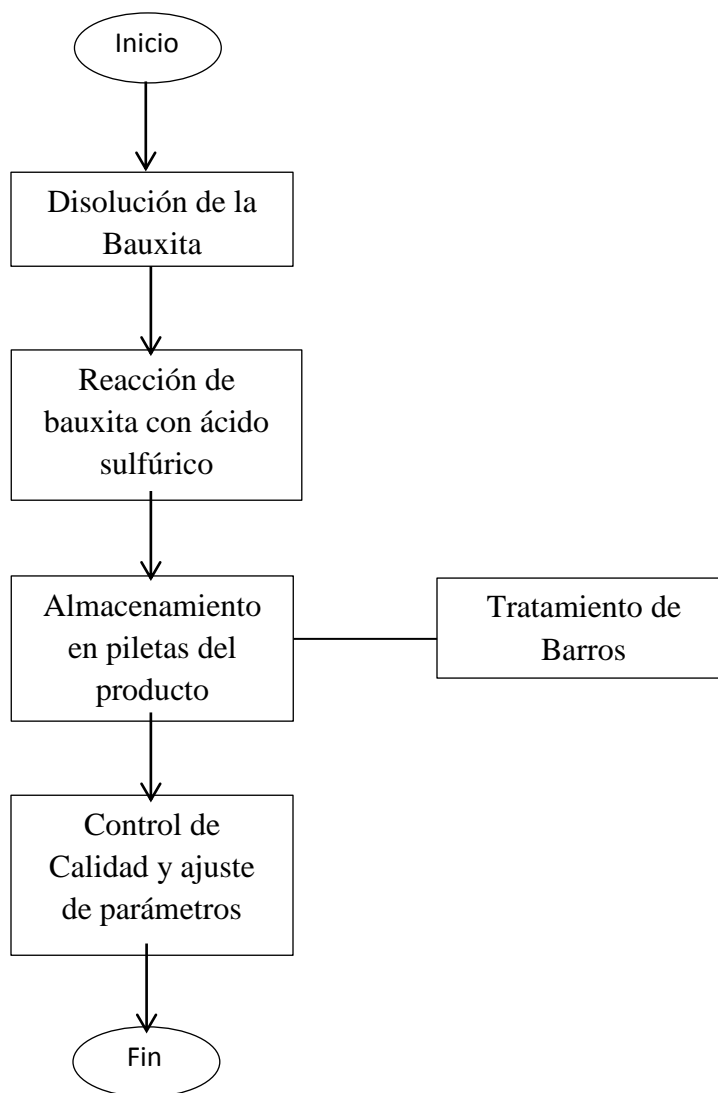 Inicio
Disolución de la
Bauxita
Reacción de
bauxita con ácido
sulfúrico
Almacenamiento
en piletas del
producto
Tratamiento de
Barros
Control de
Calidad y ajuste
de parámetros
Fin